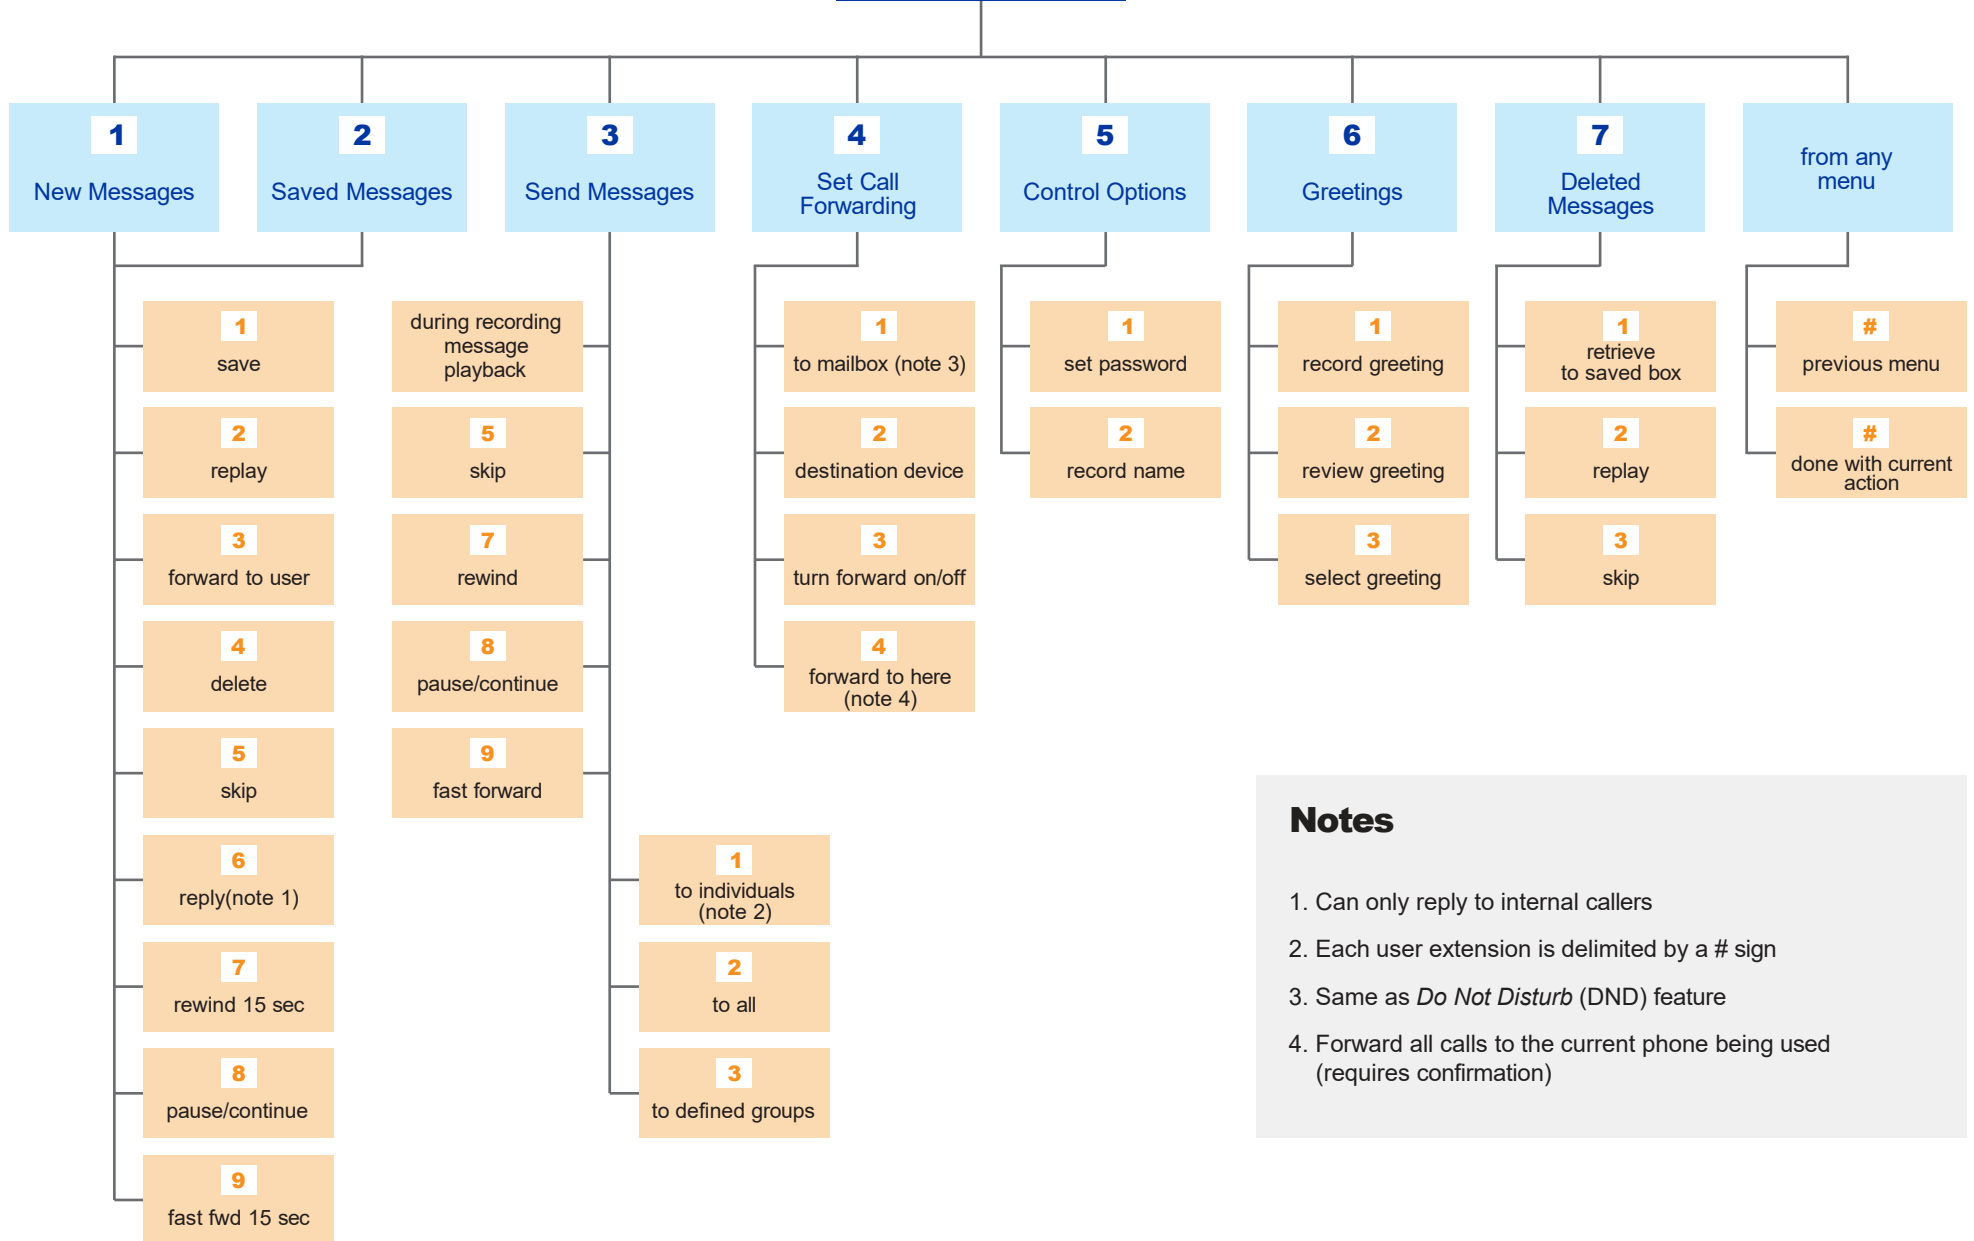 1
New Messages
2
Saved Messages
3
Send Messages
4
Set Call
Forwarding
5
Control Options
6
Greetings
7
Deleted
Messages
from any
menu
1
save
2
replay
3
forward to user
4
delete
5
skip
6
reply(note 1)
7
rewind 15 sec
8
pause/continue
9
fast fwd 15 sec
during recording
message
playback
5
skip
7
rewind
8
pause/continue
9
fast forward
1
to individuals
(note 2)
2
to all
3
to defined groups
1
to mailbox (note 3)
2
destination device
3
turn forward on/off
4
forward to here
(note 4)
1
set password
2
record name
1
record greeting
2
review greeting
3
select greeting
1
retrieve
to saved box
2
replay
3
skip
#
previous menu
#
done with current
action
Notes
1. Can only reply to internal callers
2. Each user extension is delimited by a # sign
3. Same as Do Not Disturb (DND) feature
4. Forward all calls to the current phone being used
(requires confirmation)